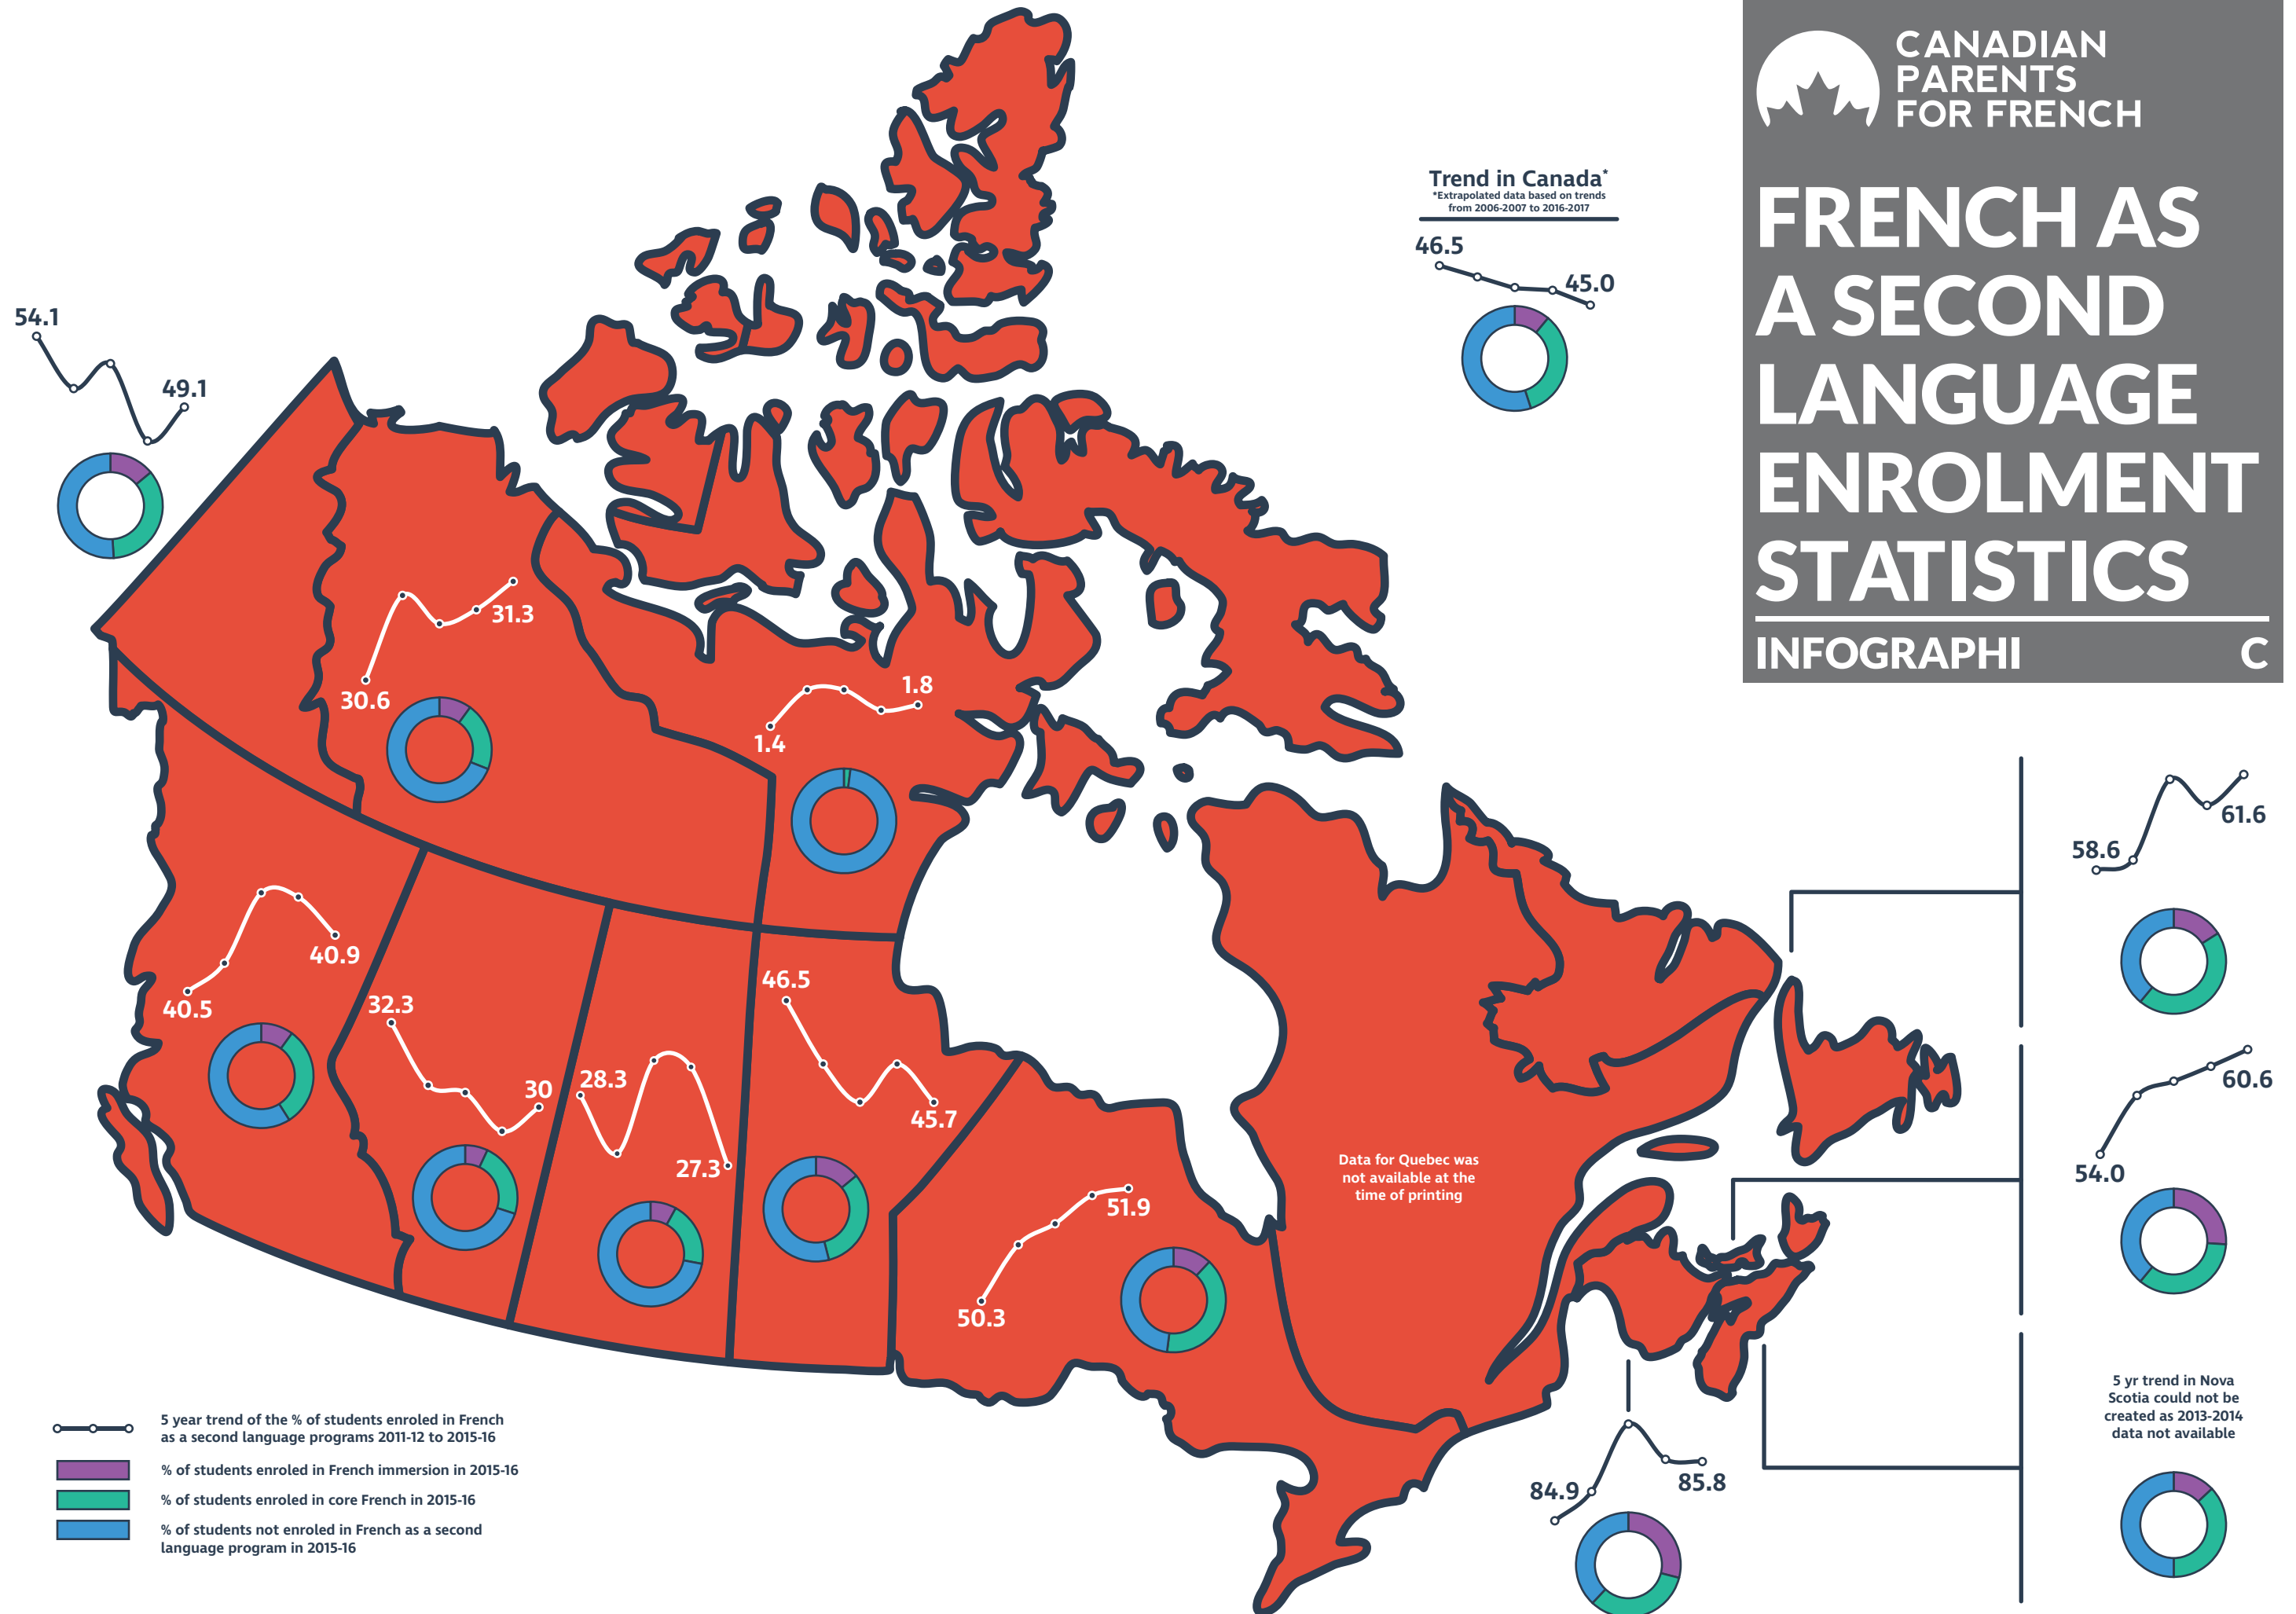 CANADIAN
PARENTS
FOR FRENCH
FRENCH AS
A SECOND
LANGUAGE
ENROLMENT
STATISTICS
INFOGRAPHI C
Trend in Canada*
*Extrapolated data based on trends
from 2006-2007 to 2016-2017
46.5
45.0
54.1
49.1
31.3
30.6
1.8
1.4
40.9
40.5
32.3
30
28.3
27.3
46.5
45.7
51.9
50.3
Data for Quebec was
not available at the
time of printing
61.6
58.6
60.6
54.0
5 yr trend in Nova
Scotia could not be
created as 2013-2014
data not available
84.9
85.8
5 year trend of the % of students enroled in French
as a second language programs 2011-12 to 2015-16
% of students enroled in French immersion in 2015-16
% of students enroled in core French in 2015-16
% of students not enroled in French as a second
language program in 2015-16